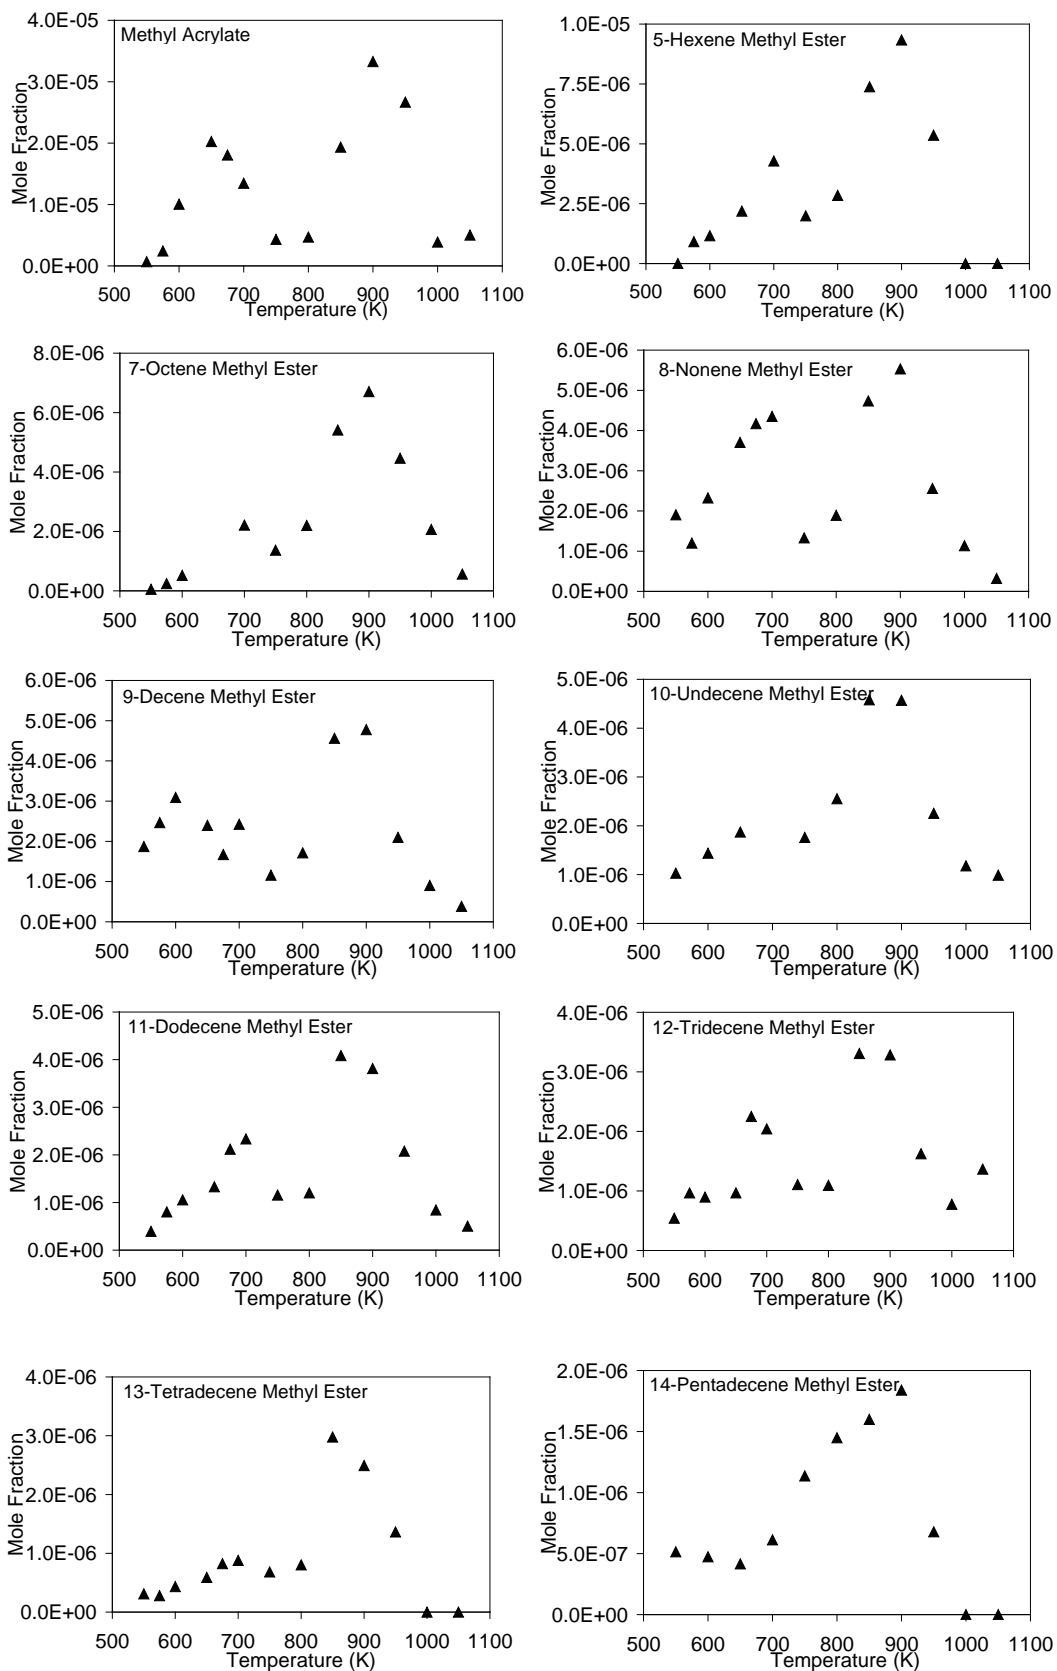 Methyl Acrylate
Mole Fraction
4.0E-05
3.0E-05
2.0E-05
1.0E-05
0.0E+00
500 600 700 800 900 1000 1100
Temperature (K)
5-Hexene Methyl Ester
Mole Fraction
1.0E-05
7.5E-06
5.0E-06
2.5E-06
0.0E+00
500 600 700 800 900 1000 1100
Temperature (K)
7-Octene Methyl Ester
Mole Fraction
8.0E-06
6.0E-06
4.0E-06
2.0E-06
0.0E+00
500 600 700 800 900 1000 1100
Temperature (K)
8-Nonene Methyl Ester
Mole Fraction
6.0E-06
5.0E-06
4.0E-06
3.0E-06
2.0E-06
1.0E-06
0.0E+00
500 600 700 800 900 1000 1100
Temperature (K)
9-Decene Methyl Ester
Mole Fraction
6.0E-06
5.0E-06
4.0E-06
3.0E-06
2.0E-06
1.0E-06
0.0E+00
500 600 700 800 900 1000 1100
Temperature (K)
10-Undecene Methyl Ester
Mole Fraction
5.0E-06
4.0E-06
3.0E-06
2.0E-06
1.0E-06
0.0E+00
500 600 700 800 900 1000 1100
Temperature (K)
11-Dodecene Methyl Ester
Mole Fraction
5.0E-06
4.0E-06
3.0E-06
2.0E-06
1.0E-06
0.0E+00
500 600 700 800 900 1000 1100
Temperature (K)
12-Tridecene Methyl Ester
Mole Fraction
4.0E-06
3.0E-06
2.0E-06
1.0E-06
0.0E+00
500 600 700 800 900 1000 1100
Temperature (K)
13-Tetradecene Methyl Ester
Mole Fraction
4.0E-06
3.0E-06
2.0E-06
1.0E-06
0.0E+00
500 600 700 800 900 1000 1100
Temperature (K)
14-Pentadecene Methyl Ester
Mole Fraction
2.0E-06
1.5E-06
1.0E-06
5.0E-07
0.0E+00
500 600 700 800 900 1000 1100
Temperature (K)